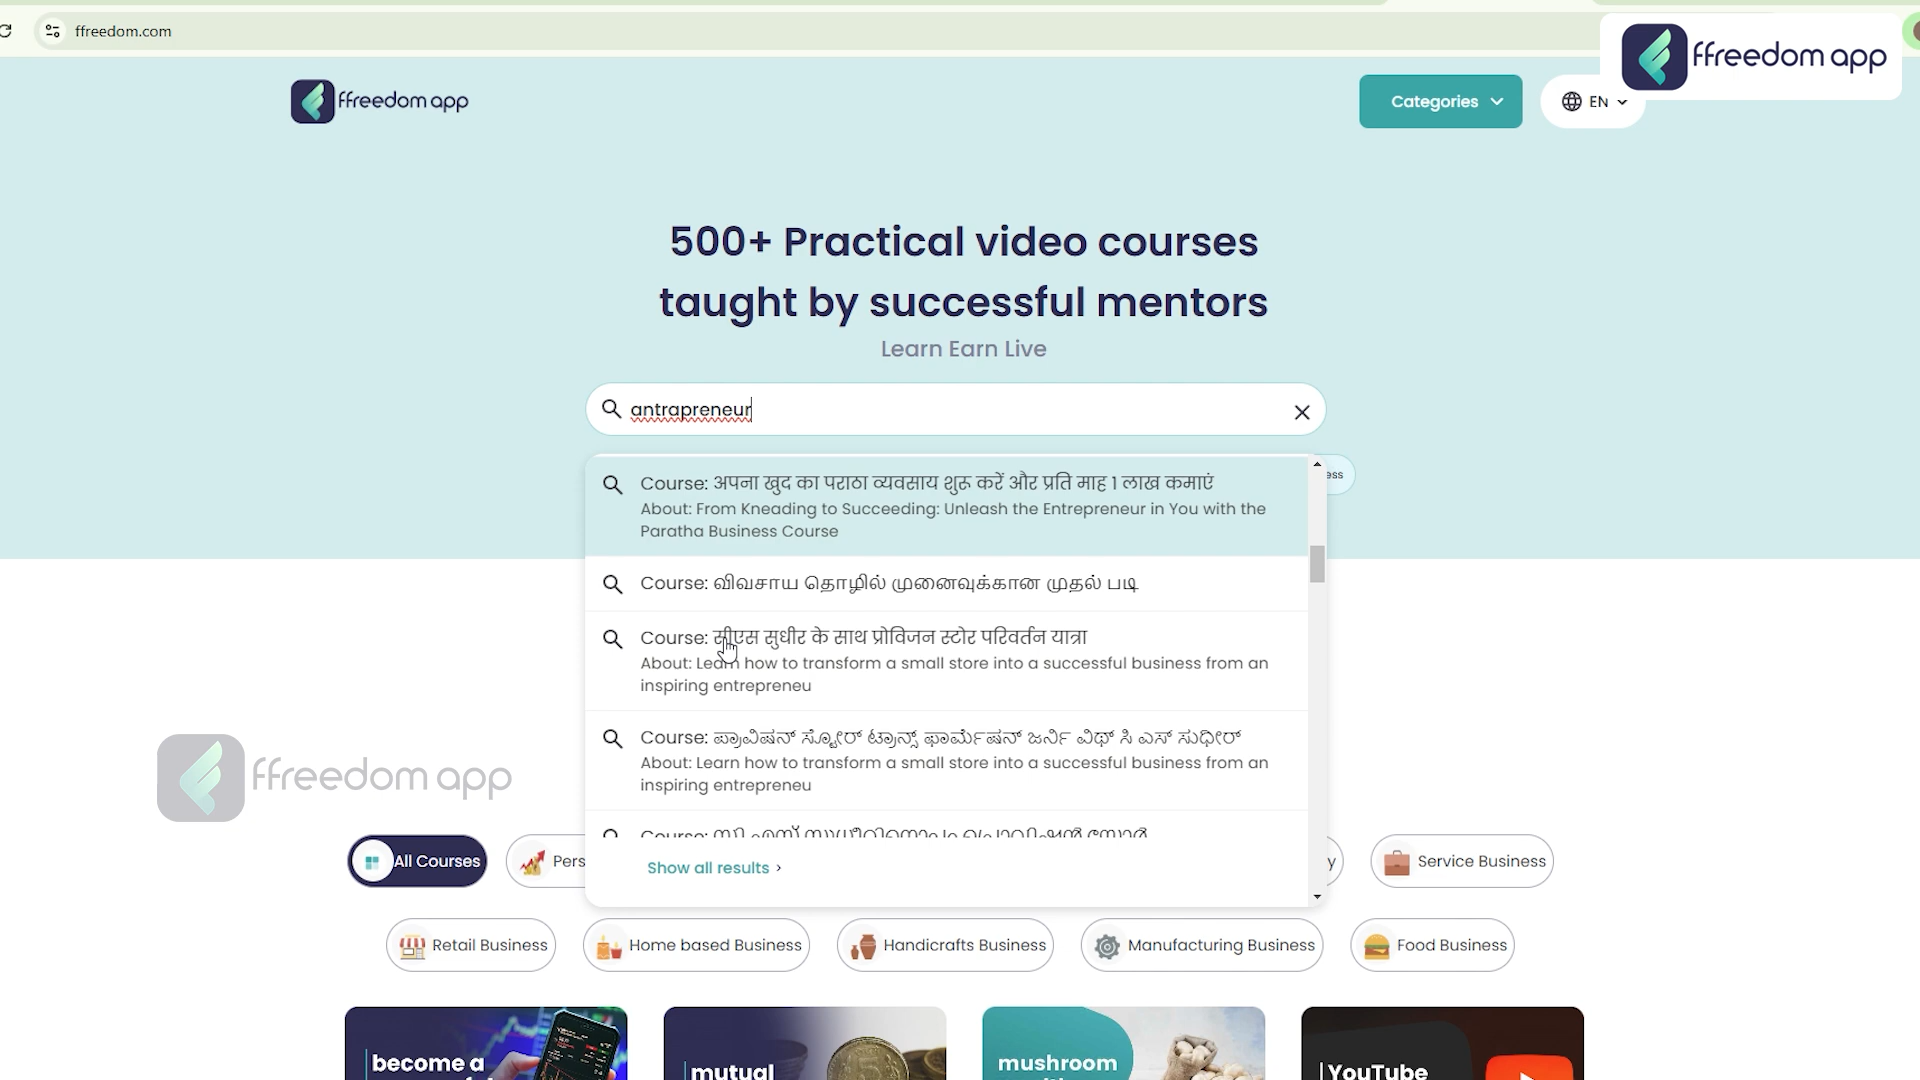 ffreedom.com
ffreedom app
ffreedom app
Categories
EN
500+ Practical video courses
taught by successful mentors
Learn Earn Live
antrapreneur
ess
Course: अपना खुद का पराठा व्यवसाय शुरू करें और प्रति माह 1 लाख कमाएं
About: From Kneading to Succeeding: Unleash the Entrepreneur in You with the
Paratha Business Course
Course: விவசாய தொழில் முனைவுக்கான முதல் படி
Course: सीएस सुधीर के साथ प्रोविजन स्टोर परिवर्तन यात्रा
About: Learn how to transform a small store into a successful business from an
inspiring entrepreneu
Course: ಪ್ರಾವಿಷನ್ ಸ್ಟೋರ್ ಟ್ರಾನ್ಸ್ ಫಾರ್ಮೆಷನ್ ಜರ್ನಿ ವಿಥ್ ಸಿ ಎಸ್ ಸುಧೀರ್
About: Learn how to transform a small store into a successful business from an
inspiring entrepreneu
Course:
Show all results ›
ffreedom app
All Courses
Pers
y
Service Business
Retail Business
Home based Business
Handicrafts Business
Manufacturing Business
Food Business
become a
mutual
mushroom
YouTube